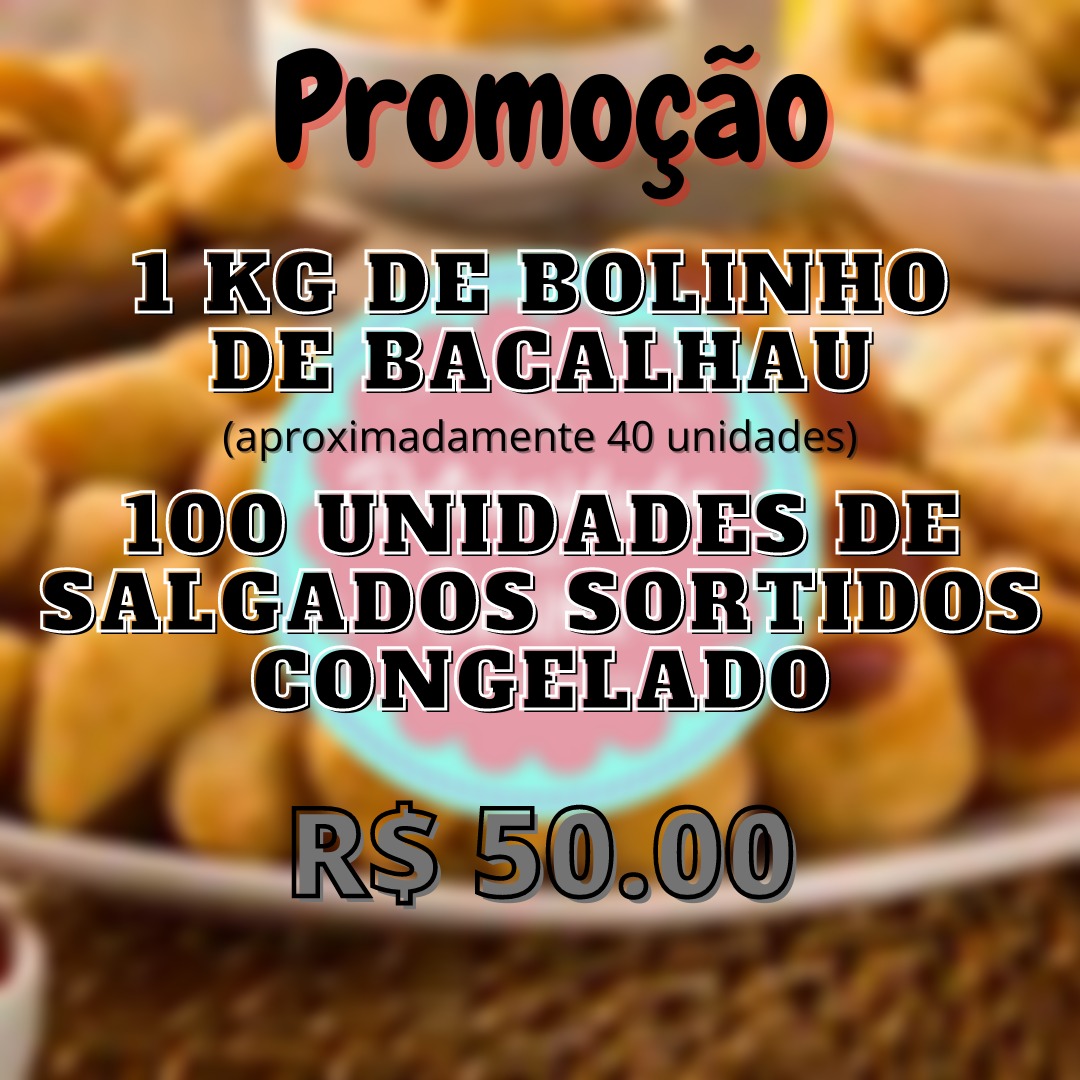 Promoção
1 KG DE BOLINHO
DE BACALHAU
(aproximadamente 40 unidades)
100 UNIDADES DE
SALGADOS SORTIDOS
CONGELADO
R$ 50.00